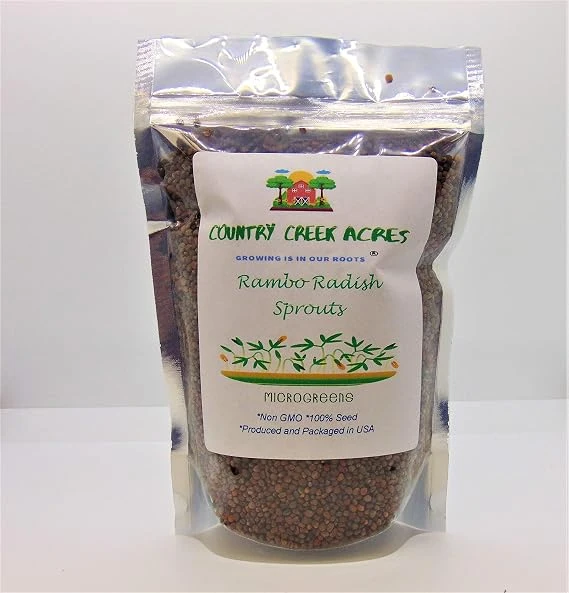 COUNTRY CREEK ACRES
GROWING IS IN OUR ROOTS ®
Rambo Radish
Sprouts
MICROGREENS
*Non GMO *100% Seed
*Produced and Packaged in USA